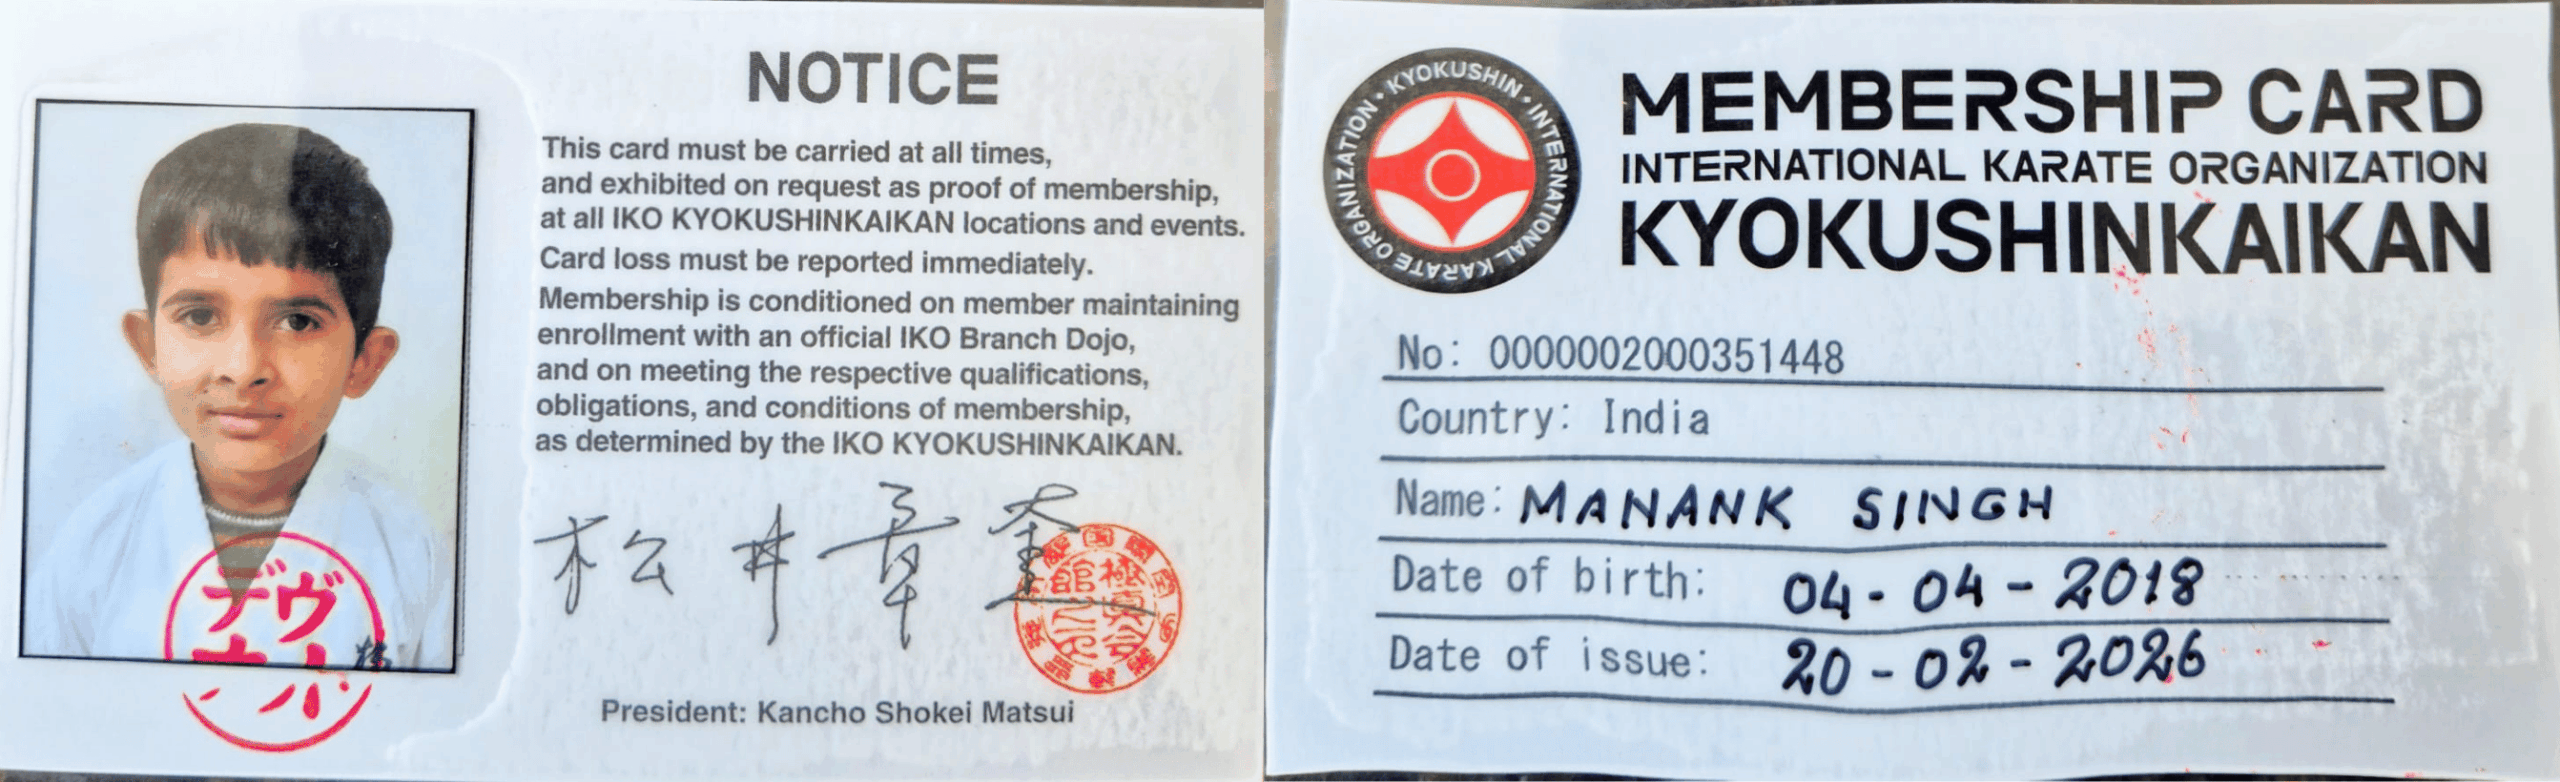 NOTICE
This card must be carried at all times,
and exhibited on request as proof of membership,
at all IKO KYOKUSHINKAIKAN locations and events.
Card loss must be reported immediately.
Membership is conditioned on member maintaining
enrollment with an official IKO Branch Dojo,
and on meeting the respective qualifications,
obligations, and conditions of membership,
as determined by the IKO KYOKUSHINKAIKAN.
松井章圭
President: Kancho Shokei Matsui
KYOKUSHIN • INTERNATIONAL KARATE ORGANIZATION •
MEMBERSHIP CARD
INTERNATIONAL KARATE ORGANIZATION
KYOKUSHINKAIKAN
No: 0000002000351448
Country: India
Name: MANANK SINGH
Date of birth: 04-04-2018
Date of issue: 20-02-2026